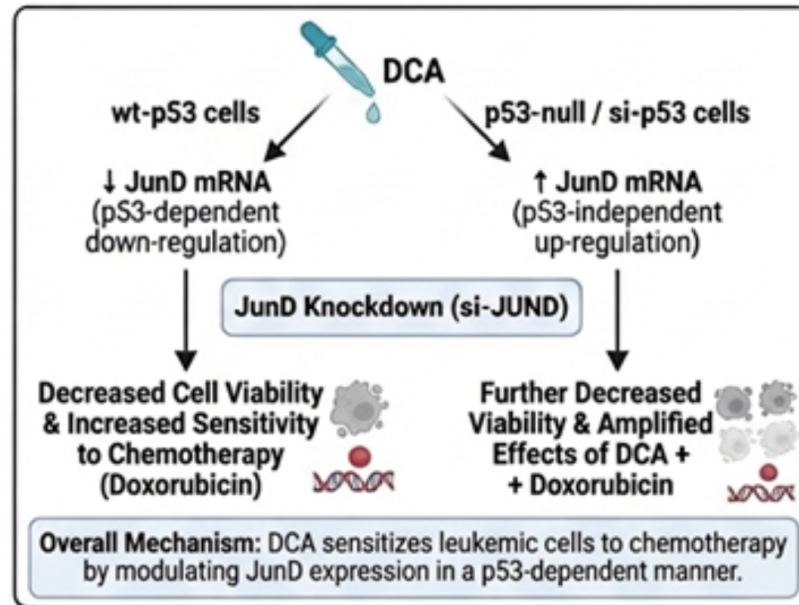 DCA
wt-p53 cells
p53-null / si-p53 cells
↓ JunD mRNA
(p53-dependent
down-regulation)
↑ JunD mRNA
(p53-independent
up-regulation)
JunD Knockdown (si-JUND)
Decreased Cell Viability
& Increased Sensitivity
to Chemotherapy
(Doxorubicin)
Further Decreased
Viability & Amplified
Effects of DCA +
+ Doxorubicin
Overall Mechanism: DCA sensitizes leukemic cells to chemotherapy
by modulating JunD expression in a p53-dependent manner.